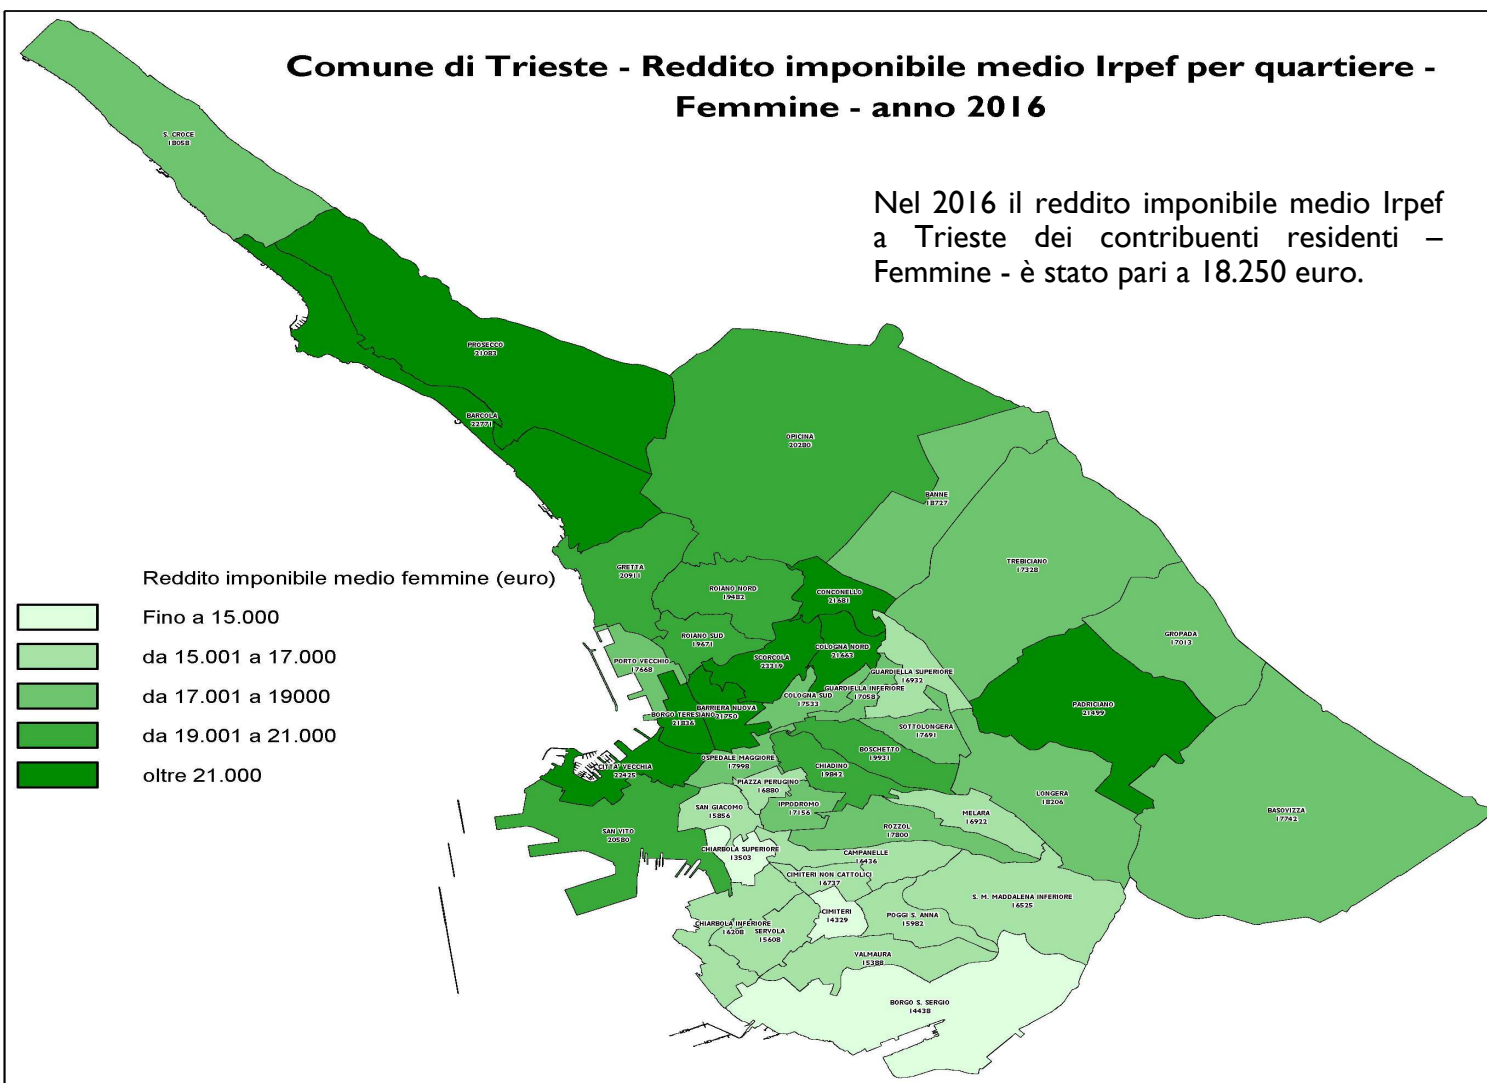 Comune di Trieste - Reddito imponibile medio Irpef per quartiere -
Femmine - anno 2016
Nel 2016 il reddito imponibile medio Irpef
a Trieste dei contribuenti residenti –
Femmine - è stato pari a 18.250 euro.
S. CROCE
18058
PROSECCO
21083
BARCOLA
22771
OPICINA
20280
BANNE
18727
TREBICIANO
17328
GRETTA
20911
ROIANO NORD
19482
CONCONELLO
21681
GROPADA
17013
ROIANO SUD
19671
COLOGNA NORD
21663
SCORCOLA
23319
PORTO VECCHIO
17668
GUARDIELLA SUPERIORE
16932
GUARDIELLA INFERIORE
17058
COLOGNA SUD
17533
PADRICIANO
21499
BARRIERA NUOVA
21750
BORGO TERESIANO
21836
SOTTOLONGERA
17691
BOSCHETTO
19931
OSPEDALE MAGGIORE
17998
CHIADINO
19842
CITTA' VECCHIA
22425
PIAZZA PERUGINO
16880
LONGERA
18206
IPPODROMO
17156
SAN GIACOMO
15856
MELARA
16922
BASOVIZZA
17742
SAN VITO
20580
ROZZOL
17800
CHIARBOLA SUPERIORE
13503
CAMPANELLE
16436
CIMITERI NON CATTOLICI
16737
S. M. MADDALENA INFERIORE
16525
CIMITERI
14329
POGGI S. ANNA
15982
CHIARBOLA INFERIORE
16208
SERVOLA
15608
VALMAURA
15388
BORGO S. SERGIO
14438
Reddito imponibile medio femmine (euro)
Fino a 15.000
da 15.001 a 17.000
da 17.001 a 19000
da 19.001 a 21.000
oltre 21.000